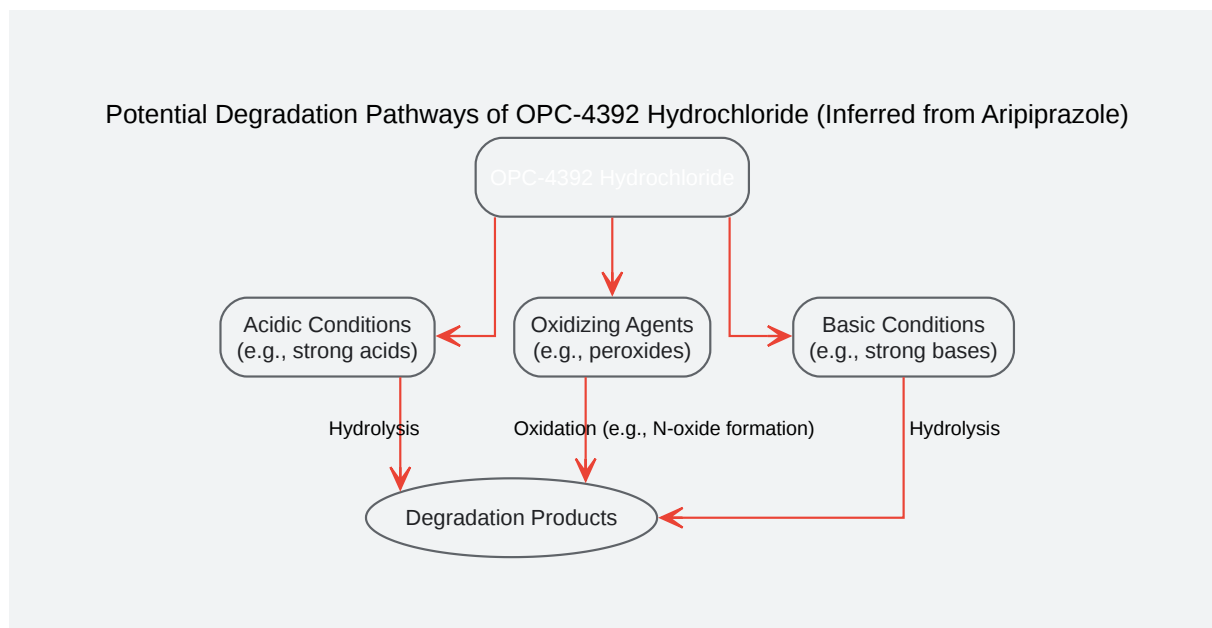 Potential Degradation Pathways of OPC-4392 Hydrochloride (Inferred from Aripiprazole)
OPC-4392 Hydrochloride
Acidic Conditions
(e.g., strong acids)
Oxidizing Agents
(e.g., peroxides)
Basic Conditions
(e.g., strong bases)
Hydrolysis
Oxidation (e.g., N-oxide formation)
Hydrolysis
Degradation Products